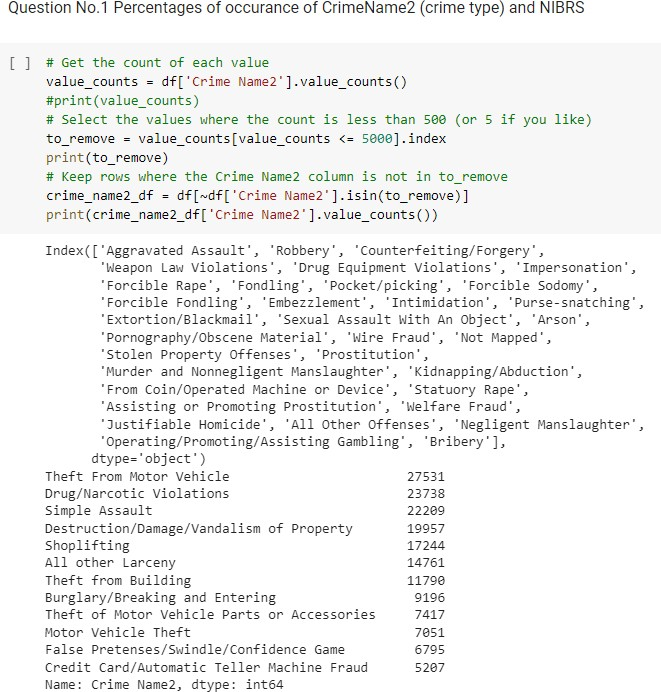 Question No.1 Percentages of occurance of CrimeName2 (crime type) and NIBRS
[ ] # Get the count of each value
value_counts = df['Crime Name2'].value_counts()
#print(value_counts)
# Select the values where the count is less than 500 (or 5 if you like)
to_remove = value_counts[value_counts <= 5000].index
print(to_remove)
# Keep rows where the Crime Name2 column is not in to_remove
crime_name2_df = df[~df['Crime Name2'].isin(to_remove)]
print(crime_name2_df['Crime Name2'].value_counts())
Index(['Aggravated Assault', 'Robbery', 'Counterfeiting/Forgery',
'Weapon Law Violations', 'Drug Equipment Violations', 'Impersonation',
'Forcible Rape', 'Fondling', 'Pocket/picking', 'Forcible Sodomy',
'Forcible Fondling', 'Embezzlement', 'Intimidation', 'Purse-snatching',
'Extortion/Blackmail', 'Sexual Assault With An Object', 'Arson',
'Pornography/Obscene Material', 'Wire Fraud', 'Not Mapped',
'Stolen Property Offenses', 'Prostitution',
'Murder and Nonnegligent Manslaughter', 'Kidnapping/Abduction',
'From Coin/Operated Machine or Device', 'Statuory Rape',
'Assisting or Promoting Prostitution', 'Welfare Fraud',
'Justifiable Homicide', 'All Other Offenses', 'Negligent Manslaughter',
'Operating/Promoting/Assisting Gambling', 'Bribery'],
dtype='object')
Theft From Motor Vehicle 27531
Drug/Narcotic Violations 23738
Simple Assault 22209
Destruction/Damage/Vandalism of Property 19957
Shoplifting 17244
All other Larceny 14761
Theft from Building 11790
Burglary/Breaking and Entering 9196
Theft of Motor Vehicle Parts or Accessories 7417
Motor Vehicle Theft 7051
False Pretenses/Swindle/Confidence Game 6795
Credit Card/Automatic Teller Machine Fraud 5207
Name: Crime Name2, dtype: int64